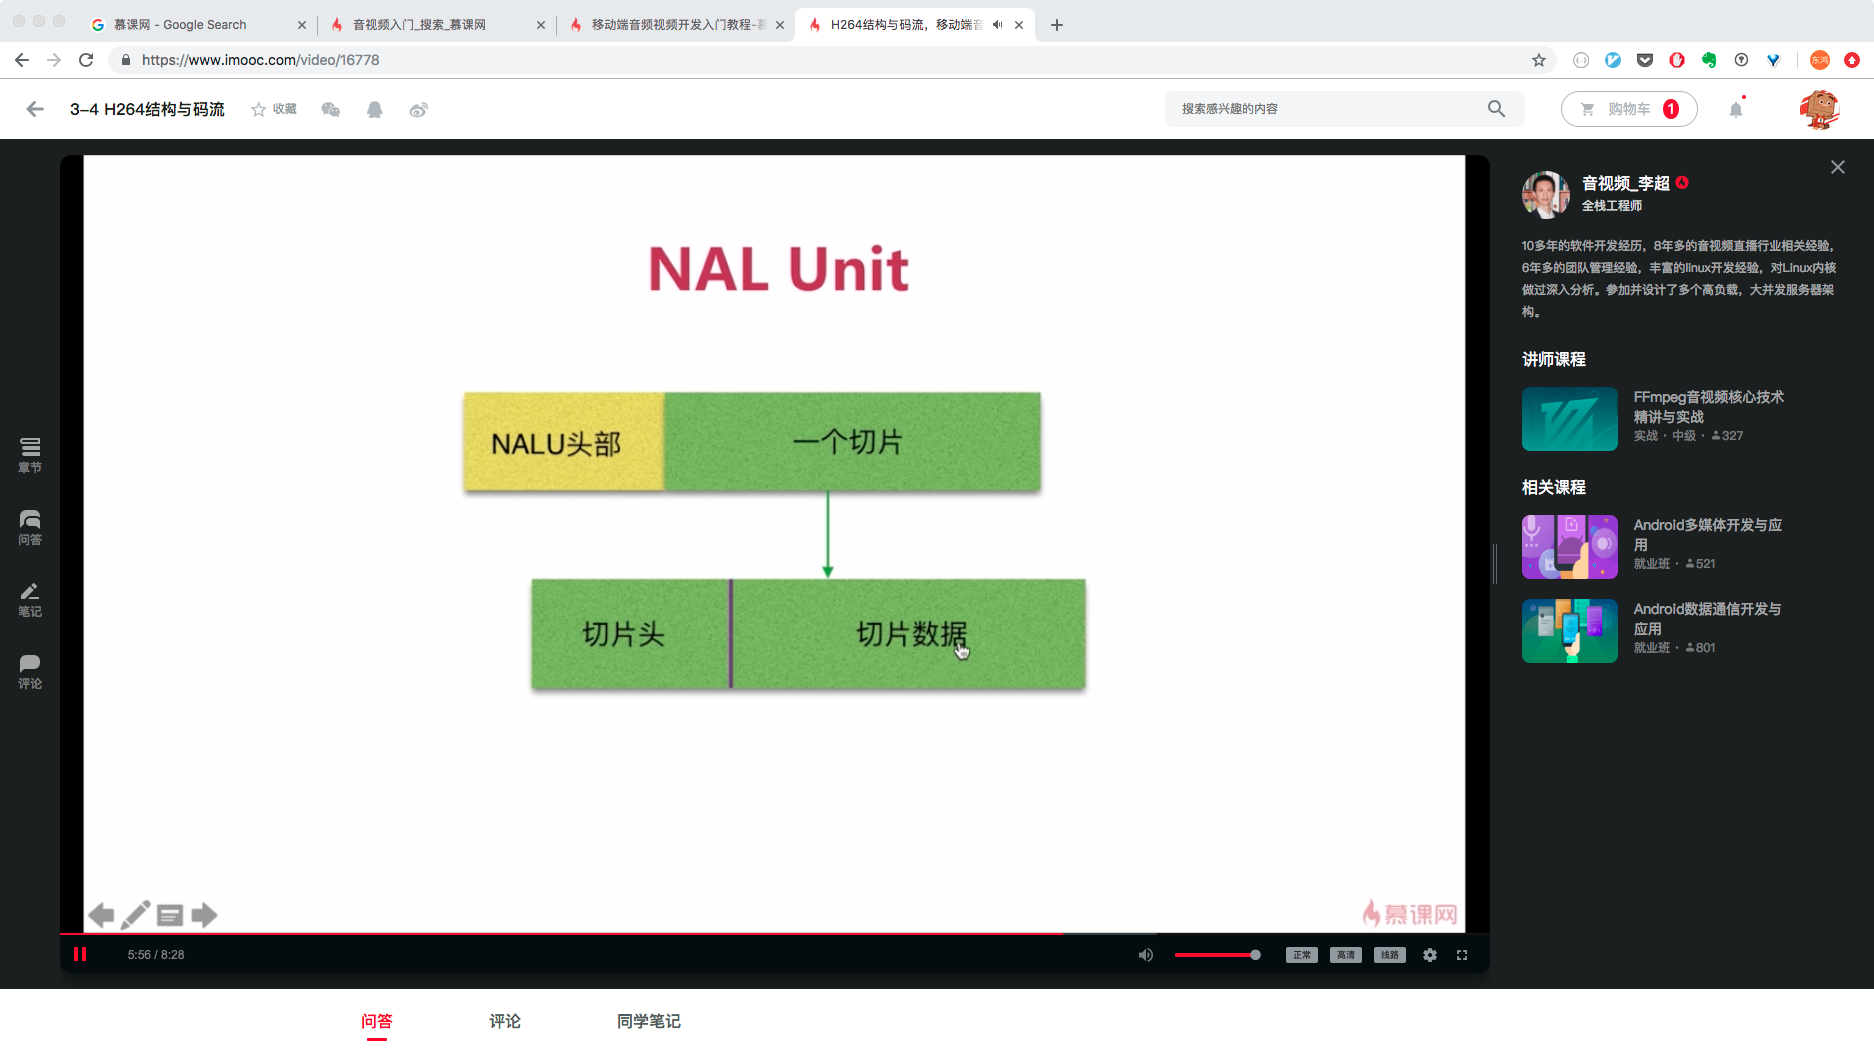 慕课网 - Google Search
音视频入门_搜索_慕课网
移动端音频视频开发入门教程-慕
H264结构与码流，移动端音
https://www.imooc.com/video/16778
东鸿
3-4 H264结构与码流
收藏
搜索感兴趣的内容
购物车
1
NAL Unit
NALU头部
一个切片
切片头
切片数据
慕课网
章节
问答
笔记
评论
音视频_李超
全栈工程师
10多年的软件开发经历，8年多的音视频直播行业相关经验，
6年多的团队管理经验，丰富的linux开发经验，对Linux内核
做过深入分析。参加并设计了多个高负载，大并发服务器架
构。
讲师课程
FFmpeg音视频核心技术
精讲与实战
实战 · 中级 · 327
相关课程
Android多媒体开发与应
用
就业班 · 521
Android数据通信开发与
应用
就业班 · 801
5:56 / 8:28
正常
高清
线路
问答
评论
同学笔记